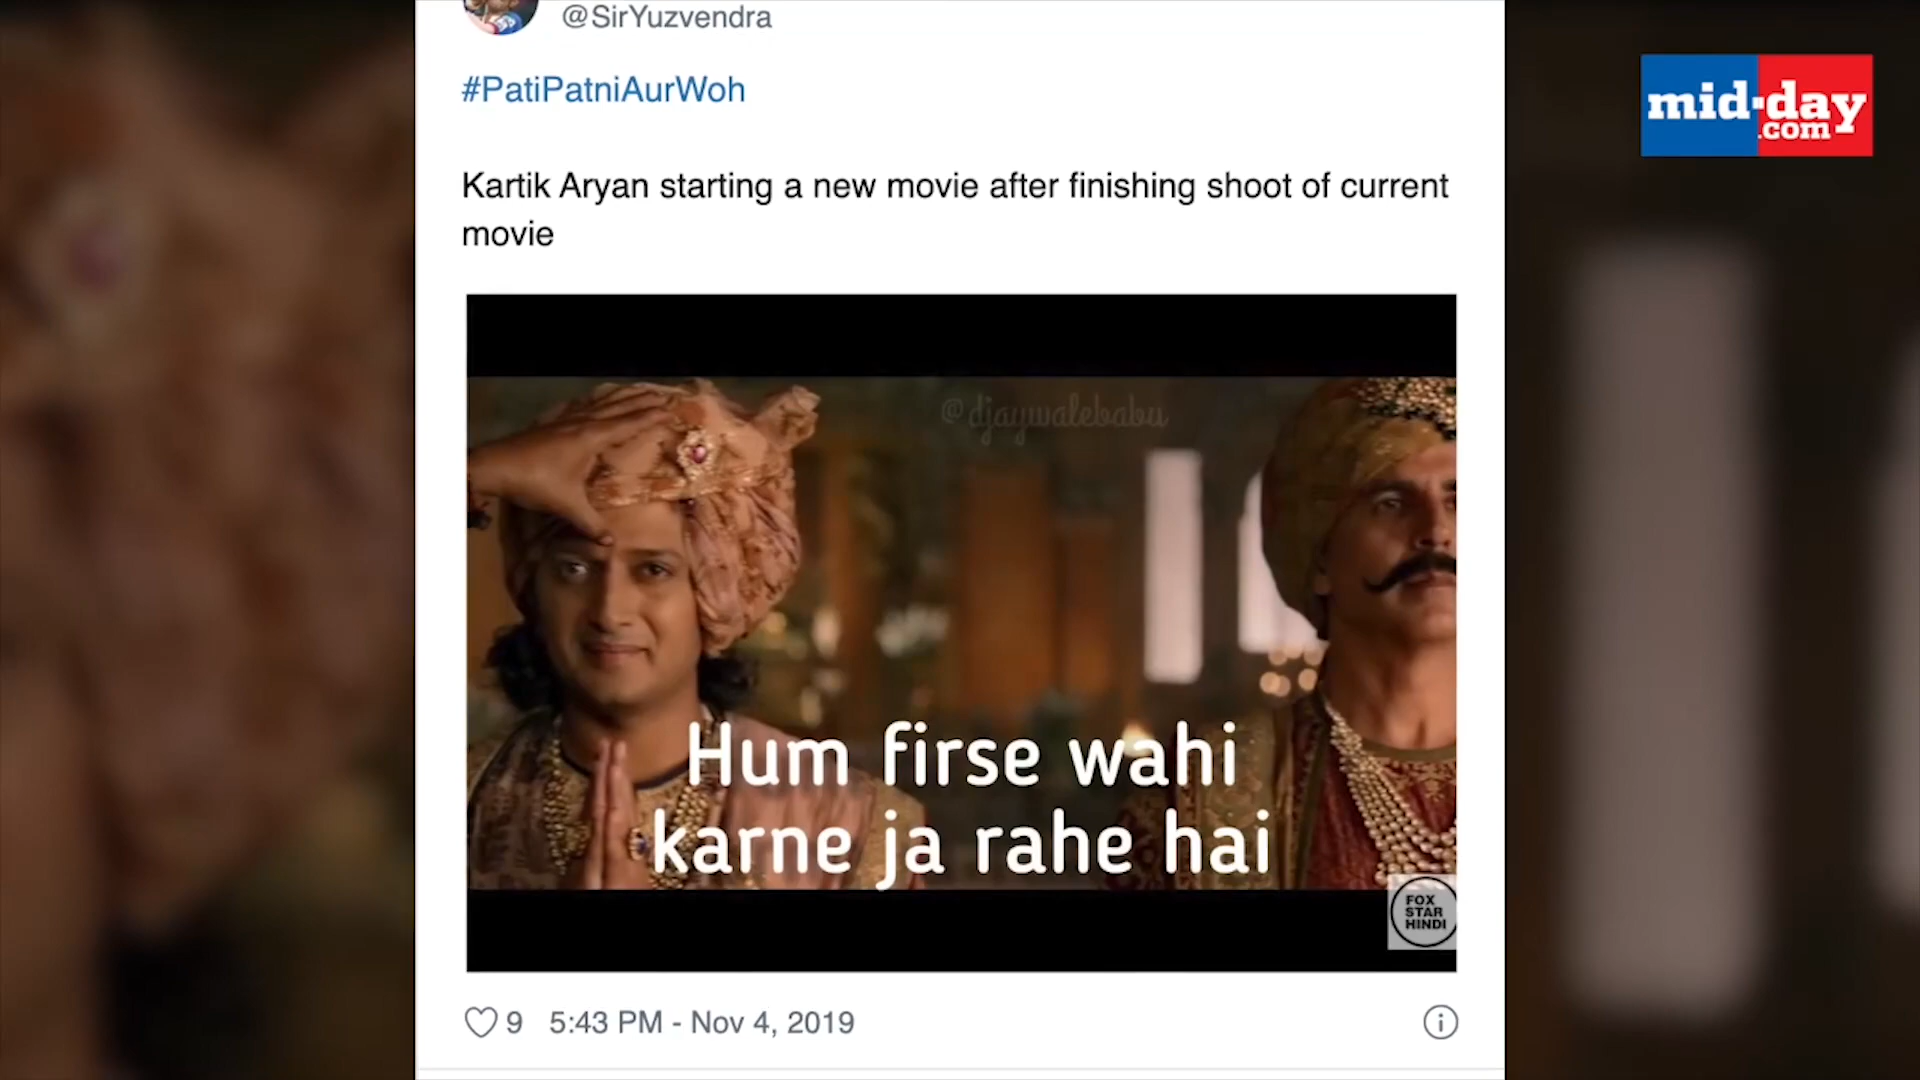 @SirYuzvendra
mid-day
.com
#PatiPatniAurWoh
Kartik Aryan starting a new movie after finishing shoot of current
movie
@djaywalebabu
Hum firse wahi
karne ja rahe hai
FOX
STAR
HINDI
9 5:43 PM - Nov 4, 2019